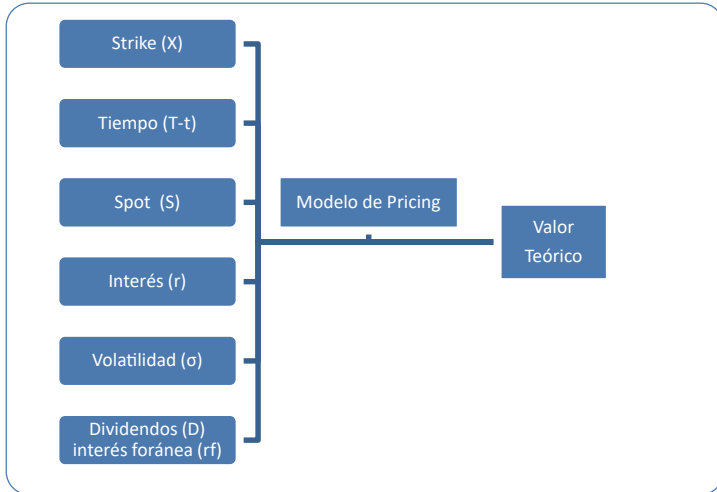 Strike (X)
Tiempo (T-t)
Spot (S)
Interés (r)
Volatilidad (σ)
Dividendos (D)
interés foránea (rf)
Modelo de Pricing
Valor
Teórico